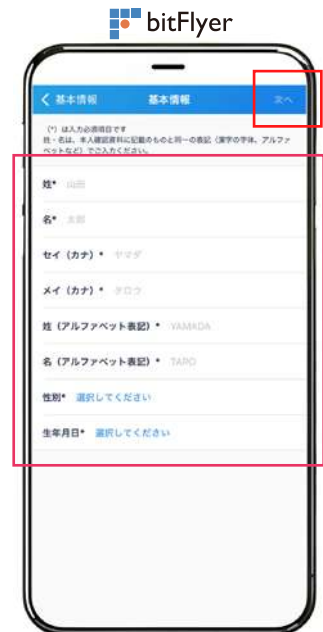 bitFlyer
基本情報 基本情報 次へ
(*) は入力必須項目です
姓・名は、本人確認資料に記載のものと同一の表記（漢字の字体、アルファ
ベットなど）でご入力ください。
姓* 山田
名* 太郎
セイ（カナ）* ヤマダ
メイ（カナ）* タロウ
姓（アルファベット表記）* YAMADA
名（アルファベット表記）* TARO
性別* 選択してください
生年月日* 選択してください